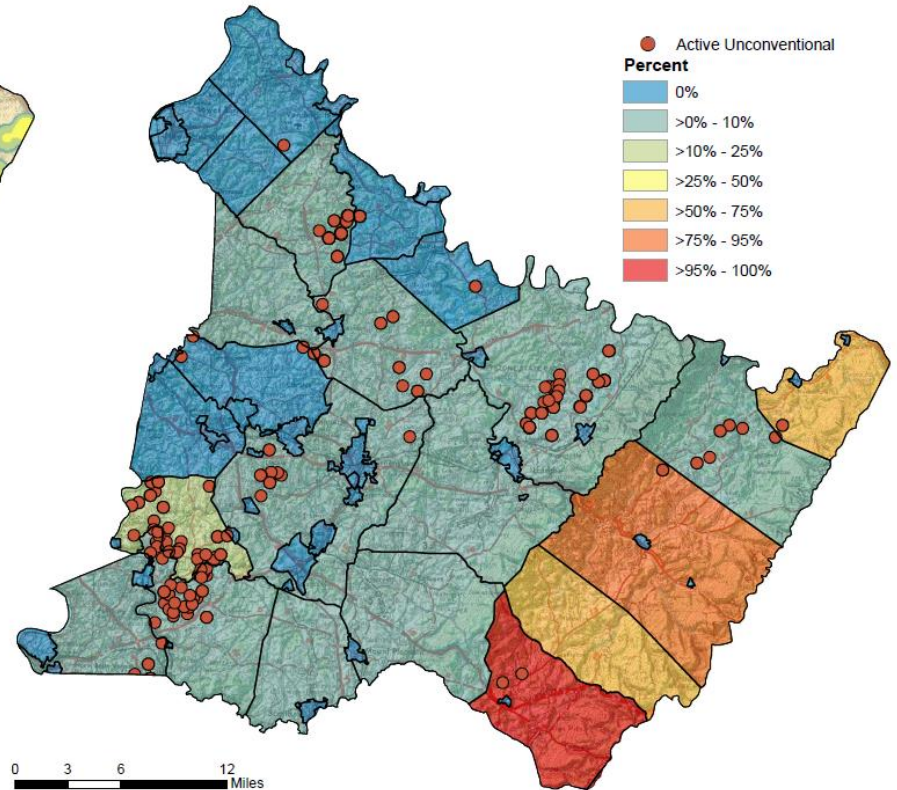 Active Unconventional
Percent
0%
>0% - 10%
>10% - 25%
>25% - 50%
>50% - 75%
>75% - 95%
>95% - 100%
0 3 6 12
Miles